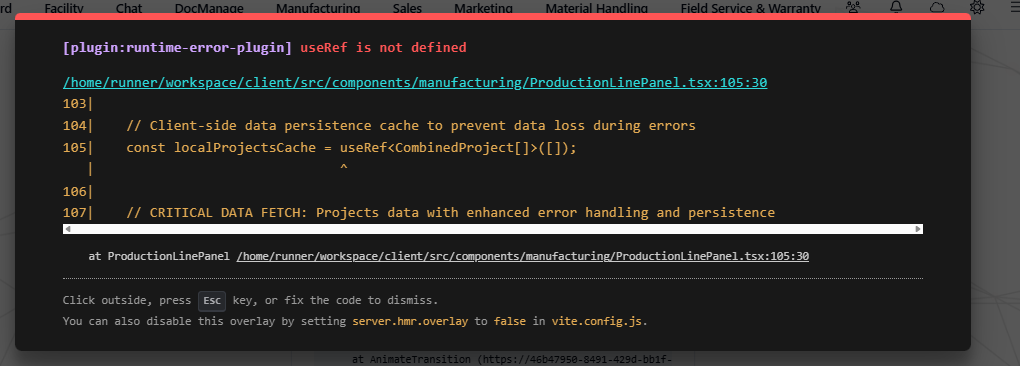 rd Facility Chat DocManage Manufacturing Sales Marketing Material Handling Field Service & Warranty
[plugin:runtime-error-plugin] useRef is not defined
/home/runner/workspace/client/src/components/manufacturing/ProductionLinePanel.tsx:105:30
103|
104|    // Client-side data persistence cache to prevent data loss during errors
105|    const localProjectsCache = useRef<CombinedProject[]>([]);
   |                               ^
106|
107|    // CRITICAL DATA FETCH: Projects data with enhanced error handling and persistence
at ProductionLinePanel /home/runner/workspace/client/src/components/manufacturing/ProductionLinePanel.tsx:105:30
Click outside, press Esc key, or fix the code to dismiss.
You can also disable this overlay by setting server.hmr.overlay to false in vite.config.js.
at AnimateTransition (https://46b47950-8491-429d-bb1f-